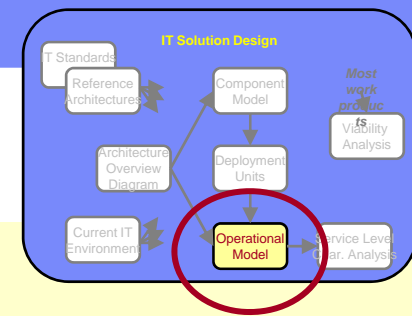 IT Solution Design
IT Standards
Reference
Architectures
Component
Model
Most
work
produc
ts
Viability
Analysis
Architecture
Overview
Diagram
Deployment
Units
Current IT
Environment
Operational
Model
Service Level
Char. Analysis